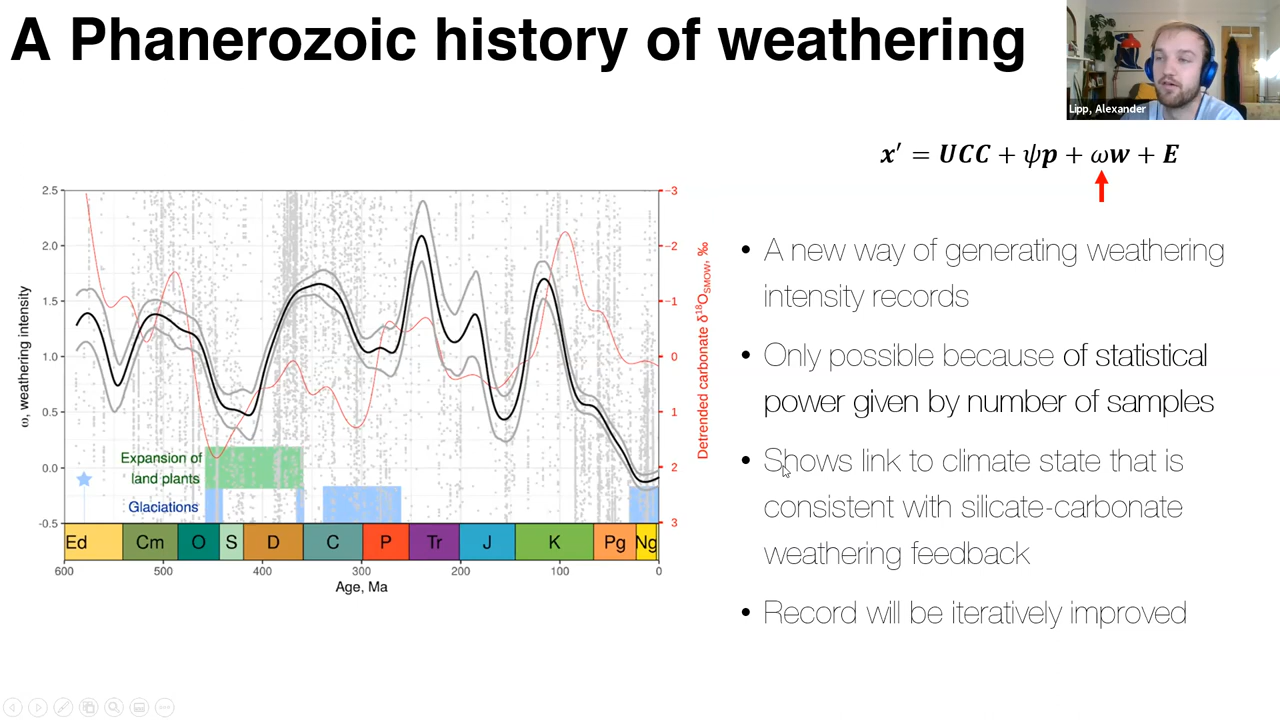 A Phanerozoic history of weathering
Lipp, Alexander
x′ = UCC + ψp + ωw + E
2.5
2.0
1.5
1.0
0.5
0.0
-0.5
ω, weathering intensity
-3
-2
-1
0
1
2
3
Detrended carbonate δ¹⁸O_SMOW, ‰
Expansion of
land plants
Glaciations
Ed Cm O S D C P Tr J K Pg Ng
600 500 400 300 200 100 0
Age, Ma
• A new way of generating weathering
intensity records
• Only possible because of statistical
power given by number of samples
• Shows link to climate state that is
consistent with silicate-carbonate
weathering feedback
• Record will be iteratively improved